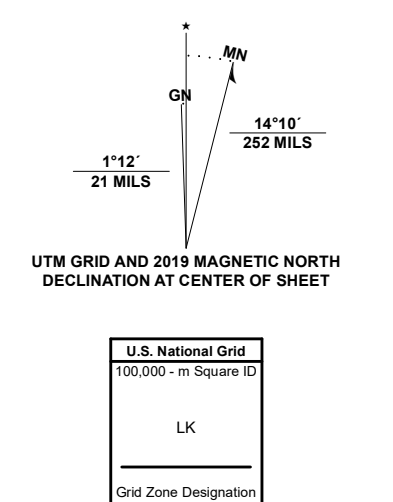 MN
GN
14°10´
252 MILS
1°12´
21 MILS
UTM GRID AND 2019 MAGNETIC NORTH
DECLINATION AT CENTER OF SHEET
U.S. National Grid
100,000 - m Square ID
LK
Grid Zone Designation